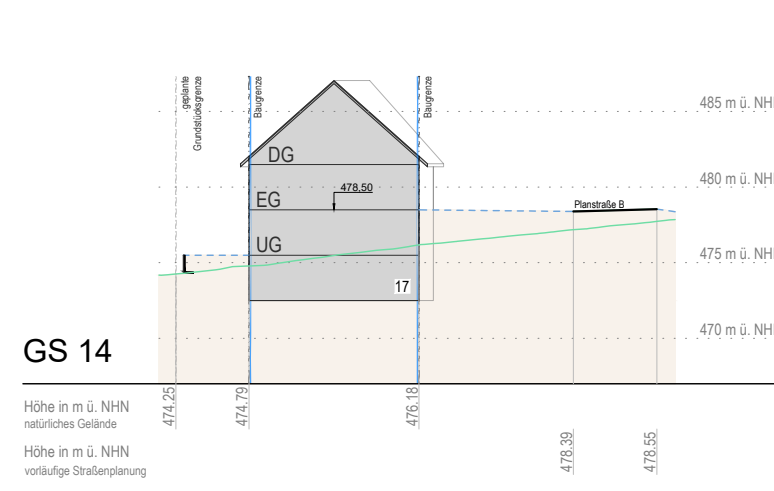 geplante
Grundstücksgrenze
Baugrenze
Baugrenze
485 m ü. NHN
DG
480 m ü. NHN
478,50
EG
Planstraße B
UG
475 m ü. NHN
17
470 m ü. NHN
GS 14
Höhe in m ü. NHN
natürliches Gelände
474.25
474.79
476.18
Höhe in m ü. NHN
vorläufige Straßenplanung
478.39
478.55